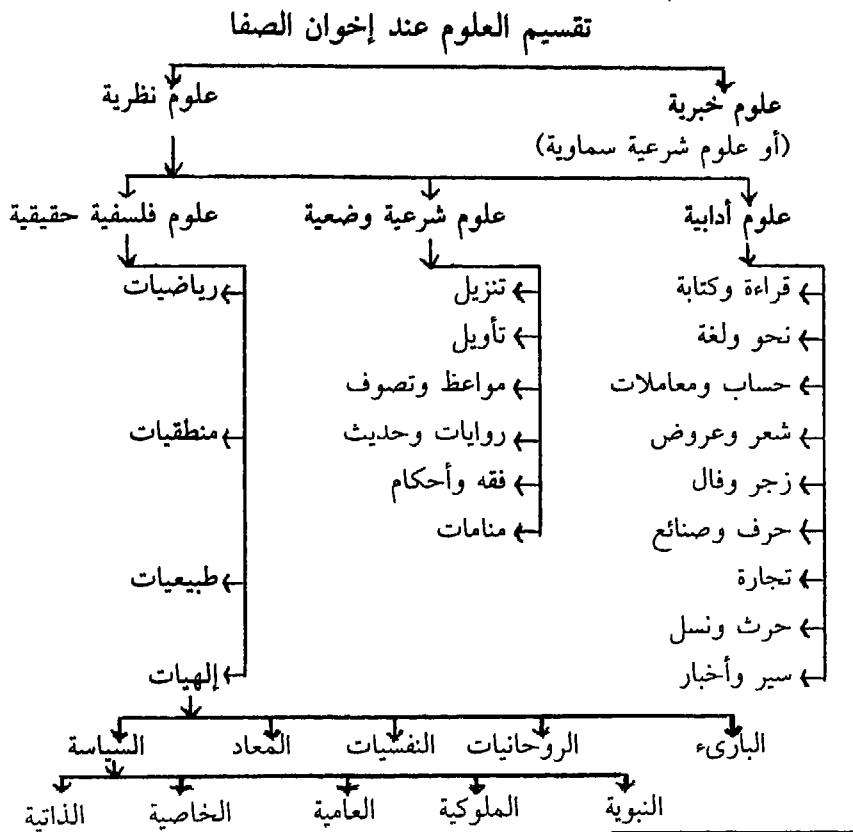 تقسيم العلوم عند إخوان الصفا
علوم خبرية علوم نظرية
(أو علوم شرعية سماوية)
علوم أدابية علوم شرعية وضعية علوم فلسفية حقيقية
قراءة وكتابة تنزيل رياضيات
نحو ولغة تأويل
حساب ومعاملات مواعظ وتصوف
شعر وعروض روايات وحديث منطقيات
زجر وفال فقه وأحكام
حرف وصنائع منامات
تجارة طبيعيات
حرث ونسل
سير وأخبار إلهيات
البارىء الروحانيات النفسيات المعاد السياسة
النبوية الملوكية العامية الخاصية الذاتية